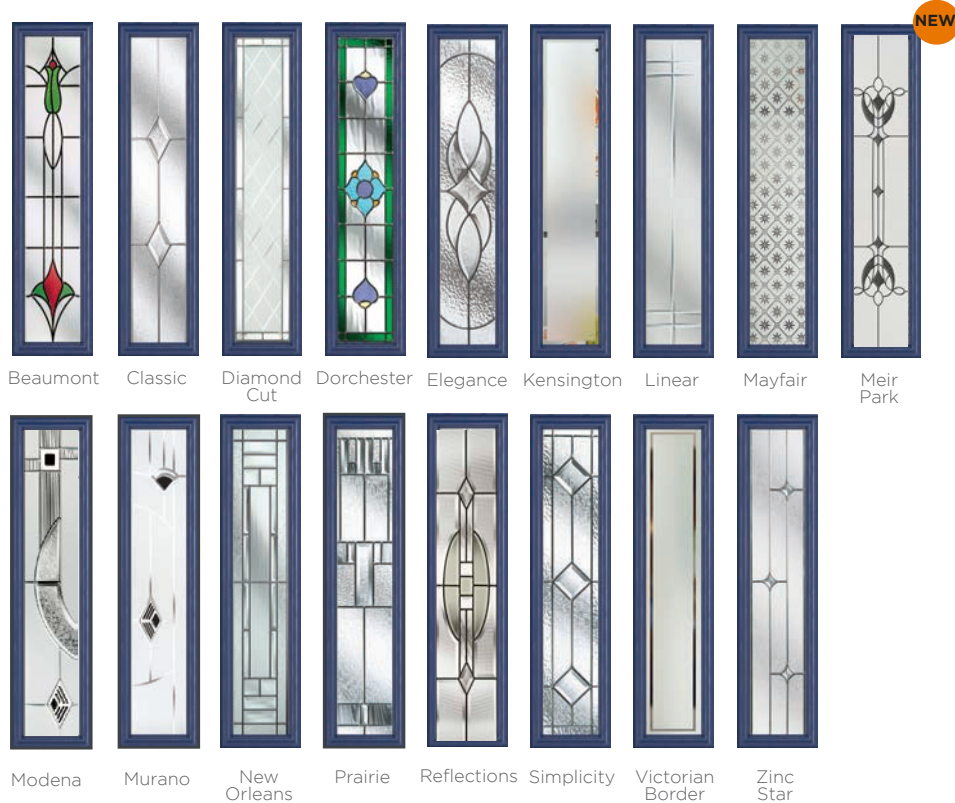 NEW
Beaumont
Classic
Diamond
Cut
Dorchester
Elegance
Kensington
Linear
Mayfair
Meir
Park
Modena
Murano
New
Orleans
Prairie
Reflections
Simplicity
Victorian
Border
Zinc
Star